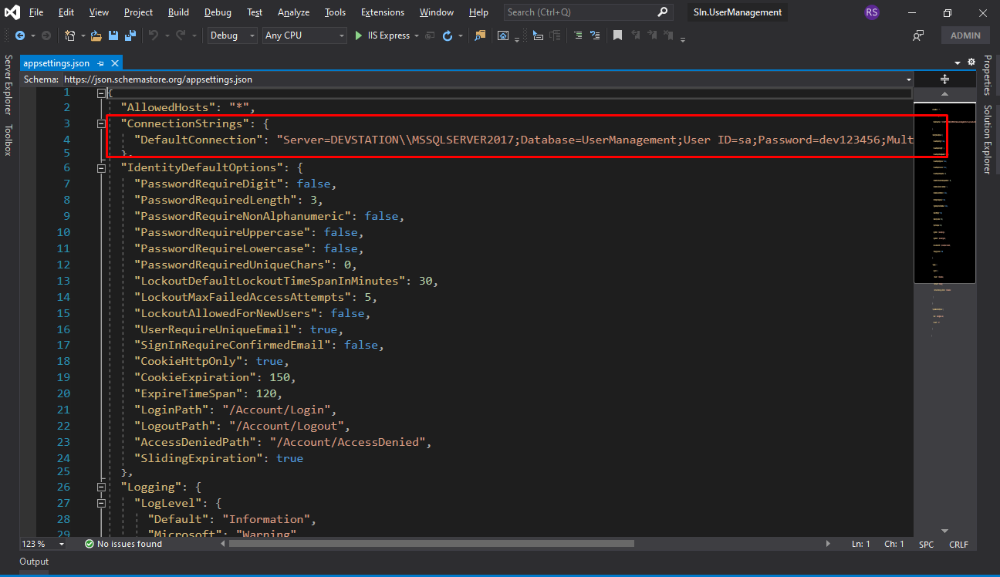 File Edit View Project Build Debug Test Analyze Tools Extensions Window Help Search (Ctrl+Q) Sln.UserManagement RS
Debug Any CPU IIS Express ADMIN
Server Explorer
Toolbox
appsettings.json
Schema: https://json.schemastore.org/appsettings.json
1 {
2 "AllowedHosts": "*",
3 "ConnectionStrings": {
4 "DefaultConnection": "Server=DEVSTATION\\MSSQLSERVER2017;Database=UserManagement;User ID=sa;Password=dev123456;Mult
5 },
6 "IdentityDefaultOptions": {
7 "PasswordRequireDigit": false,
8 "PasswordRequiredLength": 3,
9 "PasswordRequireNonAlphanumeric": false,
10 "PasswordRequireUppercase": false,
11 "PasswordRequireLowercase": false,
12 "PasswordRequiredUniqueChars": 0,
13 "LockoutDefaultLockoutTimeSpanInMinutes": 30,
14 "LockoutMaxFailedAccessAttempts": 5,
15 "LockoutAllowedForNewUsers": false,
16 "UserRequireUniqueEmail": true,
17 "SignInRequireConfirmedEmail": false,
18 "CookieHttpOnly": true,
19 "CookieExpiration": 150,
20 "ExpireTimeSpan": 120,
21 "LoginPath": "/Account/Login",
22 "LogoutPath": "/Account/Logout",
23 "AccessDeniedPath": "/Account/AccessDenied",
24 "SlidingExpiration": true
25 },
26 "Logging": {
27 "LogLevel": {
28 "Default": "Information",
29 "Microsoft": "Warning"
Properties
Solution Explorer
123 % No issues found Ln: 1 Ch: 1 SPC CRLF
Output